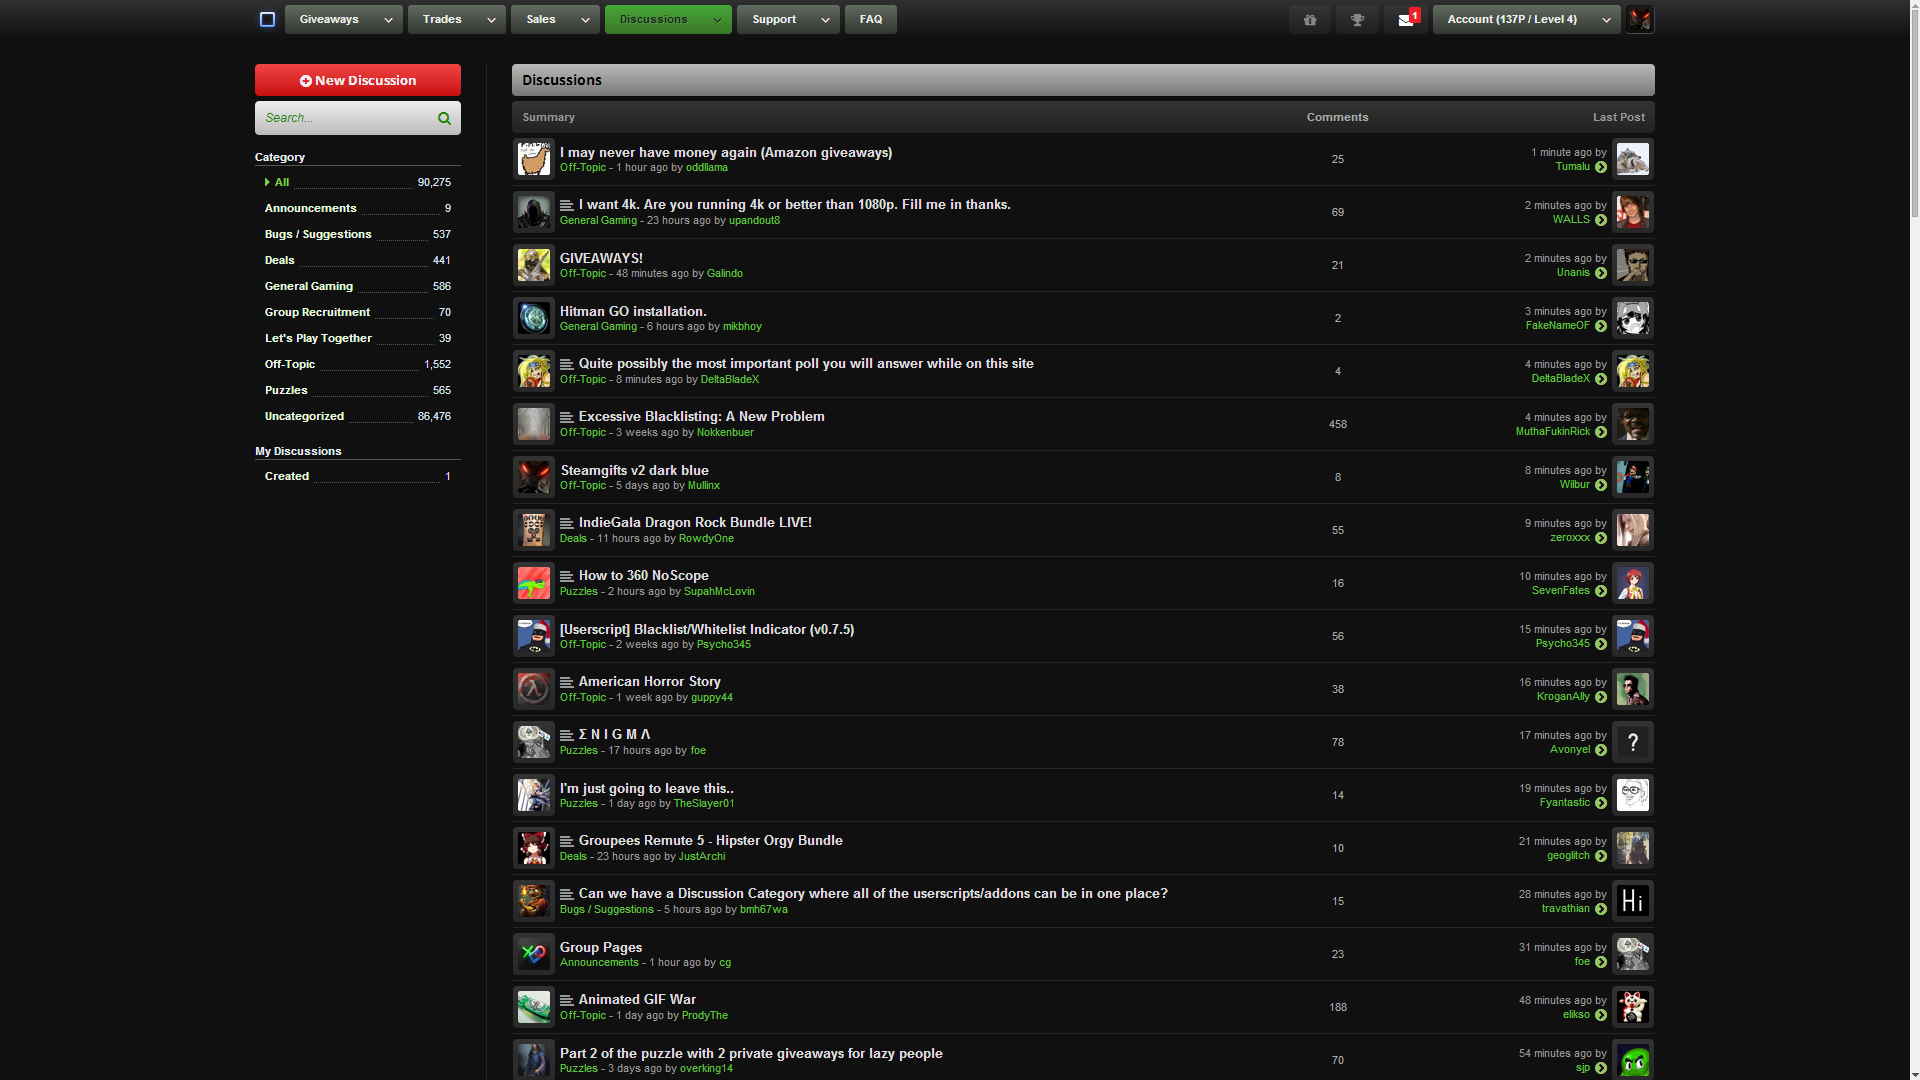 Giveaways Trades Sales Discussions Support FAQ 1 Account (137P / Level 4)
New Discussion
Search...
Category
All 90,275
Announcements 9
Bugs / Suggestions 537
Deals 441
General Gaming 586
Group Recruitment 70
Let's Play Together 39
Off-Topic 1,552
Puzzles 565
Uncategorized 86,476
My Discussions
Created 1
Discussions
Summary Comments Last Post
I may never have money again (Amazon giveaways)
Off-Topic - 1 hour ago by oddllama
25
1 minute ago by
Tumalu
I want 4k. Are you running 4k or better than 1080p. Fill me in thanks.
General Gaming - 23 hours ago by upandout8
69
2 minutes ago by
WALLS
GIVEAWAYS!
Off-Topic - 48 minutes ago by Galindo
21
2 minutes ago by
Unanis
Hitman GO installation.
General Gaming - 6 hours ago by mikbhoy
2
3 minutes ago by
FakeNameOF
Quite possibly the most important poll you will answer while on this site
Off-Topic - 8 minutes ago by DeltaBladeX
4
4 minutes ago by
DeltaBladeX
Excessive Blacklisting: A New Problem
Off-Topic - 3 weeks ago by Nokkenbuer
458
4 minutes ago by
MuthaFukinRick
Steamgifts v2 dark blue
Off-Topic - 5 days ago by Mullinx
8
8 minutes ago by
Wilbur
IndieGala Dragon Rock Bundle LIVE!
Deals - 11 hours ago by RowdyOne
55
9 minutes ago by
zeroxxx
How to 360 NoScope
Puzzles - 2 hours ago by SupahMcLovin
16
10 minutes ago by
SevenFates
[Userscript] Blacklist/Whitelist Indicator (v0.7.5)
Off-Topic - 2 weeks ago by Psycho345
56
15 minutes ago by
Psycho345
American Horror Story
Off-Topic - 1 week ago by guppy44
38
16 minutes ago by
KroganAlly
Σ N I G M Λ
Puzzles - 17 hours ago by foe
78
17 minutes ago by
Avonyel
?
I'm just going to leave this..
Puzzles - 1 day ago by TheSlayer01
14
19 minutes ago by
Fyantastic
Groupees Remute 5 - Hipster Orgy Bundle
Deals - 23 hours ago by JustArchi
10
21 minutes ago by
geoglitch
Can we have a Discussion Category where all of the userscripts/addons can be in one place?
Bugs / Suggestions - 5 hours ago by bmh67wa
15
28 minutes ago by
travathian
Hi
Group Pages
Announcements - 1 hour ago by cg
23
31 minutes ago by
foe
Animated GIF War
Off-Topic - 1 day ago by ProdyThe
188
48 minutes ago by
elikso
Part 2 of the puzzle with 2 private giveaways for lazy people
Puzzles - 3 days ago by overking14
70
54 minutes ago by
sjp